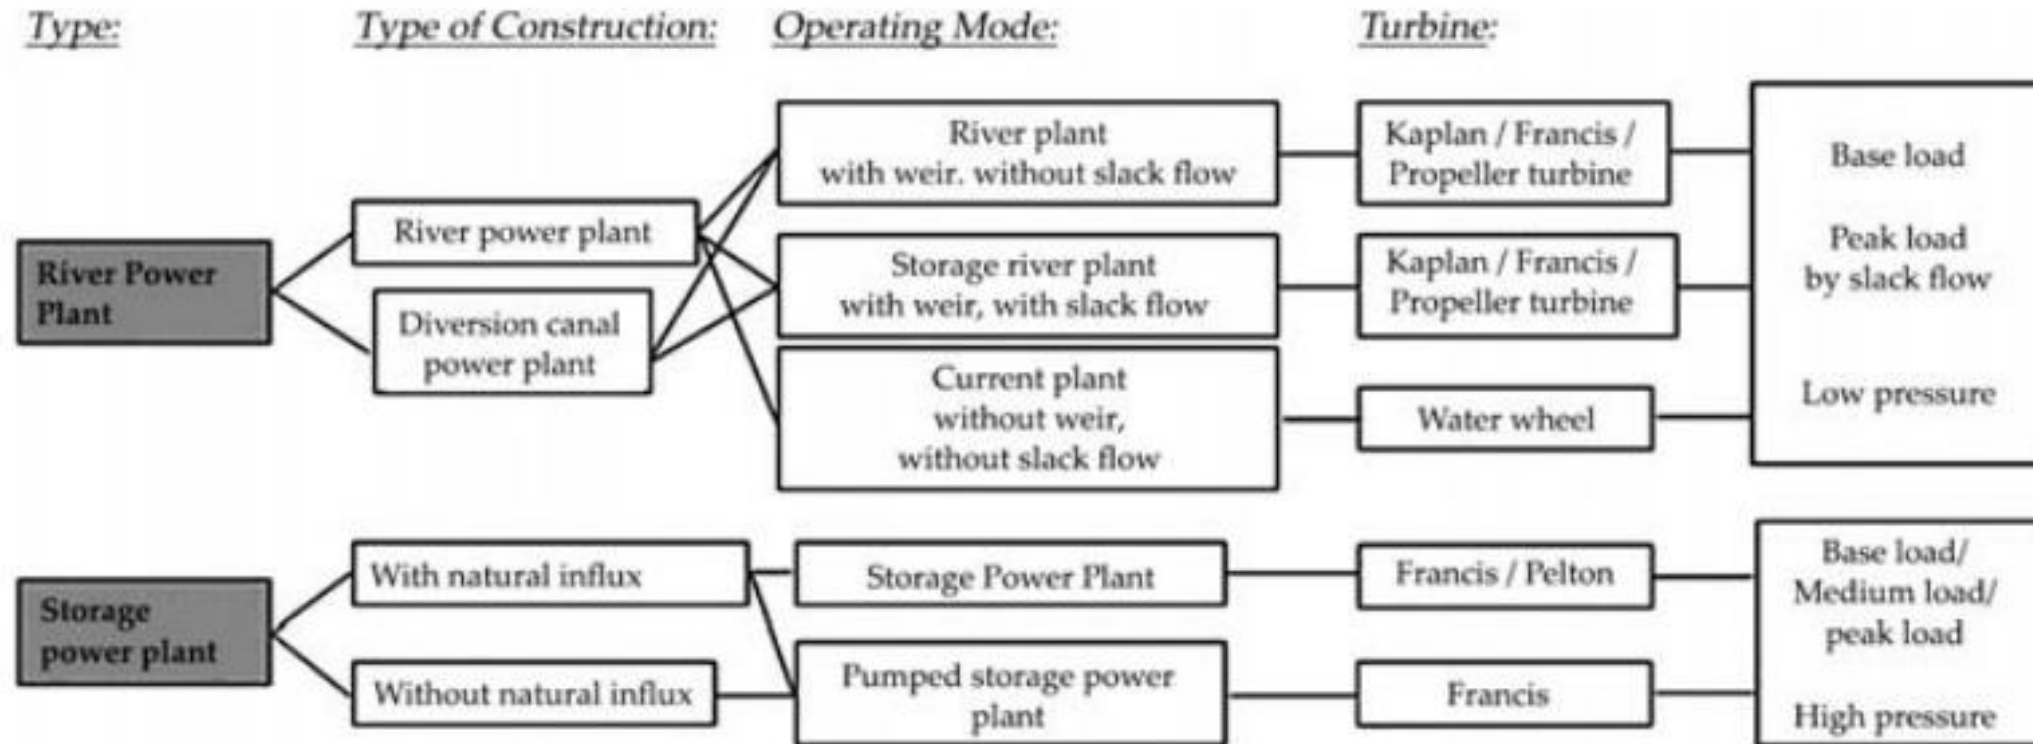 Type:
Type of Construction:
Operating Mode:
Turbine:
River Power
Plant
River power plant
Diversion canal
power plant
River plant
with weir. without slack flow
Storage river plant
with weir, with slack flow
Current plant
without weir,
without slack flow
Kaplan / Francis /
Propeller turbine
Kaplan / Francis /
Propeller turbine
Water wheel
Base load
Peak load
by slack flow
Low pressure
Storage
power plant
With natural influx
Without natural influx
Storage Power Plant
Pumped storage power
plant
Francis / Pelton
Francis
Base load/
Medium load/
peak load
High pressure